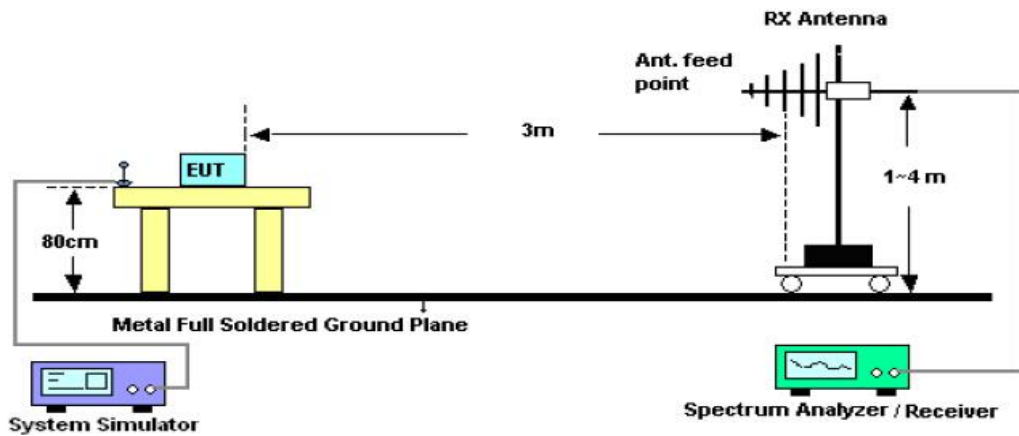 RX Antenna
Ant. feed
point
3m
EUT
1~4 m
80cm
Metal Full Soldered Ground Plane
System Simulator
Spectrum Analyzer / Receiver